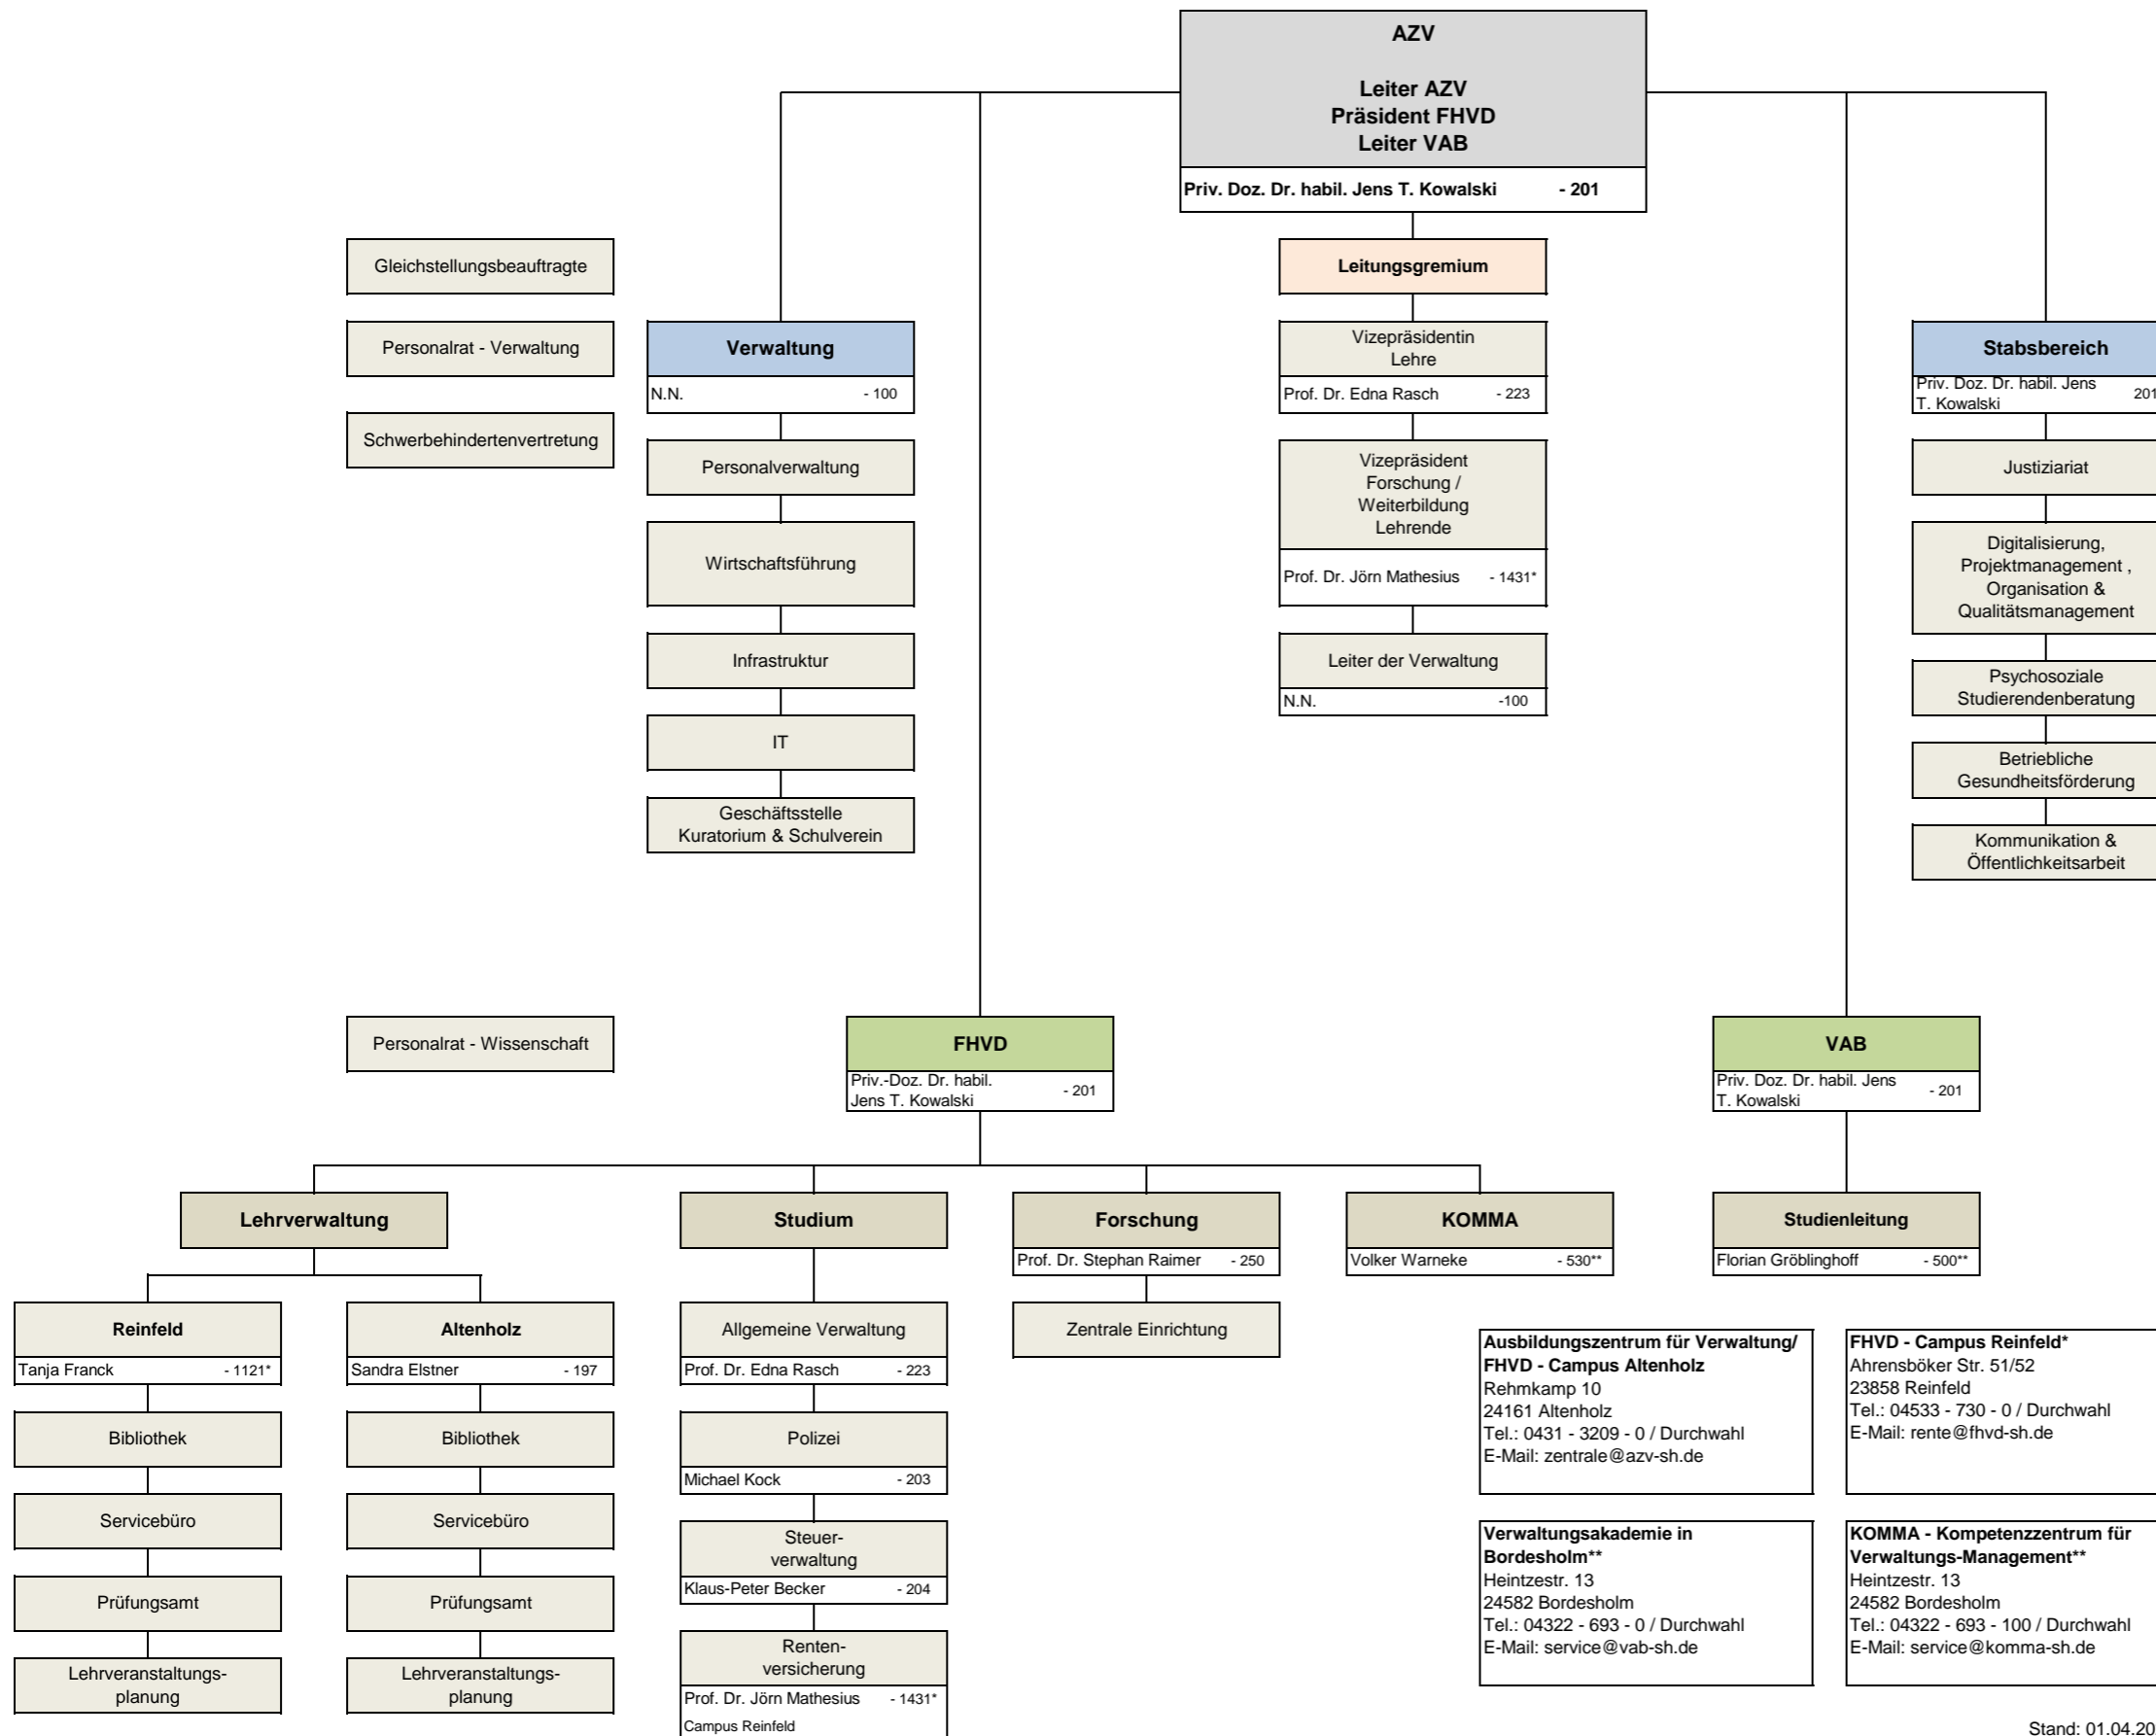 AZV
Leiter AZV
Präsident FHVD
Leiter VAB
Priv. Doz. Dr. habil. Jens T. Kowalski - 201
Gleichstellungsbeauftragte
Personalrat - Verwaltung
Schwerbehindertenvertretung
Verwaltung
N.N. - 100
Personalverwaltung
Wirtschaftsführung
Infrastruktur
IT
Geschäftsstelle
Kuratorium & Schulverein
Leitungsgremium
Vizepräsidentin
Lehre
Prof. Dr. Edna Rasch - 223
Vizepräsident
Forschung /
Weiterbildung
Lehrende
Prof. Dr. Jörn Mathesius - 1431*
Leiter der Verwaltung
N.N. -100
Stabsbereich
Priv. Doz. Dr. habil. Jens
T. Kowalski 201
Justiziariat
Digitalisierung,
Projektmanagement ,
Organisation &
Qualitätsmanagement
Psychosoziale
Studierendenberatung
Betriebliche
Gesundheitsförderung
Kommunikation &
Öffentlichkeitsarbeit
Personalrat - Wissenschaft
FHVD
Priv.-Doz. Dr. habil.
Jens T. Kowalski - 201
VAB
Priv. Doz. Dr. habil. Jens
T. Kowalski - 201
Lehrverwaltung
Reinfeld
Tanja Franck - 1121*
Bibliothek
Servicebüro
Prüfungsamt
Lehrveranstaltungs-
planung
Altenholz
Sandra Elstner - 197
Bibliothek
Servicebüro
Prüfungsamt
Lehrveranstaltungs-
planung
Studium
Allgemeine Verwaltung
Prof. Dr. Edna Rasch - 223
Polizei
Michael Kock - 203
Steuer-
verwaltung
Klaus-Peter Becker - 204
Renten-
versicherung
Prof. Dr. Jörn Mathesius - 1431*
Campus Reinfeld
Forschung
Prof. Dr. Stephan Raimer - 250
Zentrale Einrichtung
KOMMA
Volker Warneke - 530**
Studienleitung
Florian Gröblinghoff - 500**
Ausbildungszentrum für Verwaltung/
FHVD - Campus Altenholz
Rehmkamp 10
24161 Altenholz
Tel.: 0431 - 3209 - 0 / Durchwahl
E-Mail: zentrale@azv-sh.de
FHVD - Campus Reinfeld*
Ahrensböker Str. 51/52
23858 Reinfeld
Tel.: 04533 - 730 - 0 / Durchwahl
E-Mail: rente@fhvd-sh.de
Verwaltungsakademie in
Bordesholm**
Heintzestr. 13
24582 Bordesholm
Tel.: 04322 - 693 - 0 / Durchwahl
E-Mail: service@vab-sh.de
KOMMA - Kompetenzzentrum für
Verwaltungs-Management**
Heintzestr. 13
24582 Bordesholm
Tel.: 04322 - 693 - 100 / Durchwahl
E-Mail: service@komma-sh.de
Stand: 01.04.20